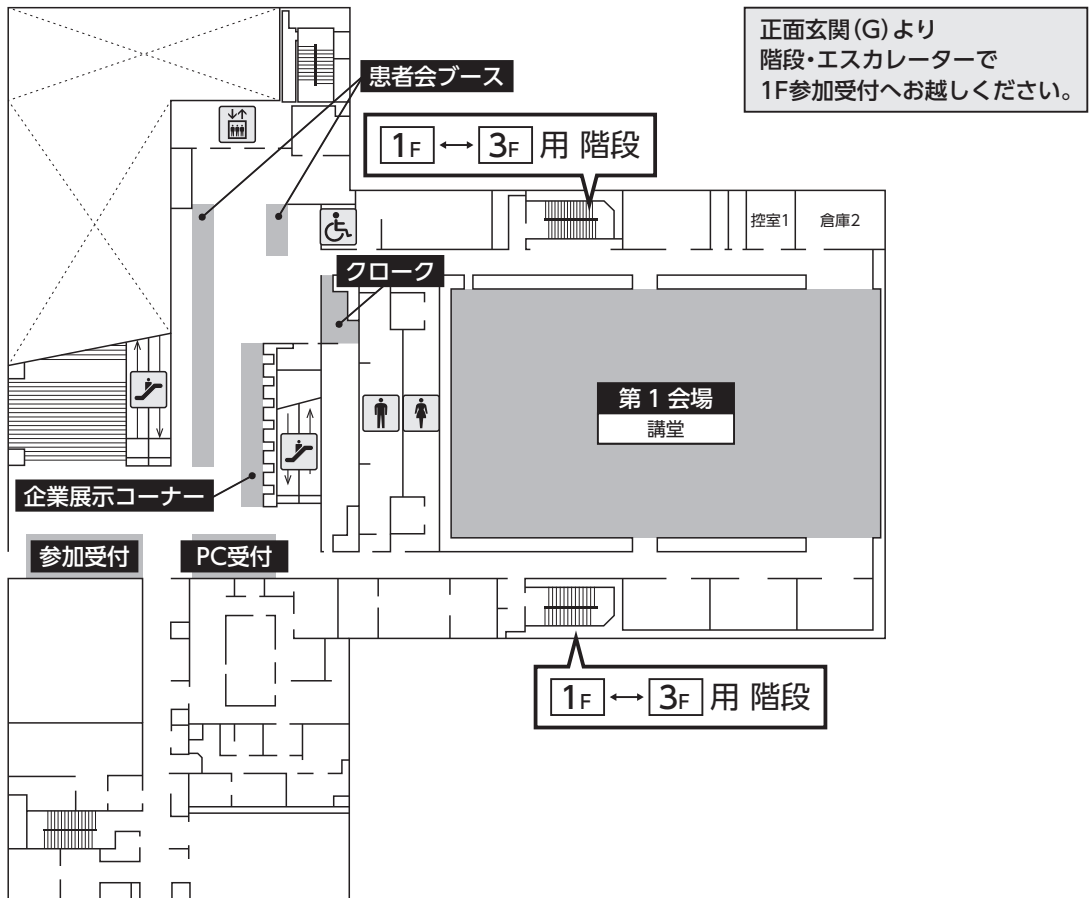 正面玄関(G)より
階段・エスカレーターで
1F参加受付へお越しください。
患者会ブース
1F ↔ 3F 用 階段
控室1
倉庫2
クローク
第1会場
講堂
企業展示コーナー
参加受付
PC受付
1F ↔ 3F 用 階段